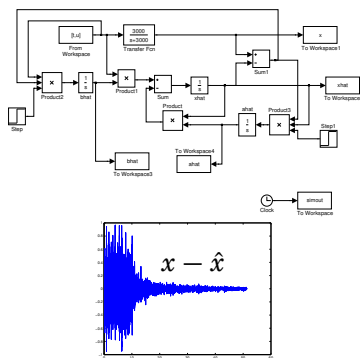 [t,u]
From
Workspace
3000
s+3000
Transfer Fcn
x
To Workspace1
Sum1
Product2
1
s
bhat
Product1
Sum
1
s
xhat
xhat
To Workspace
Product
ahat
1
s
Product3
Step
Step1
bhat
To Workspace3
To Workspace4
ahat
Clock
simout
To Workspace
x − x̂